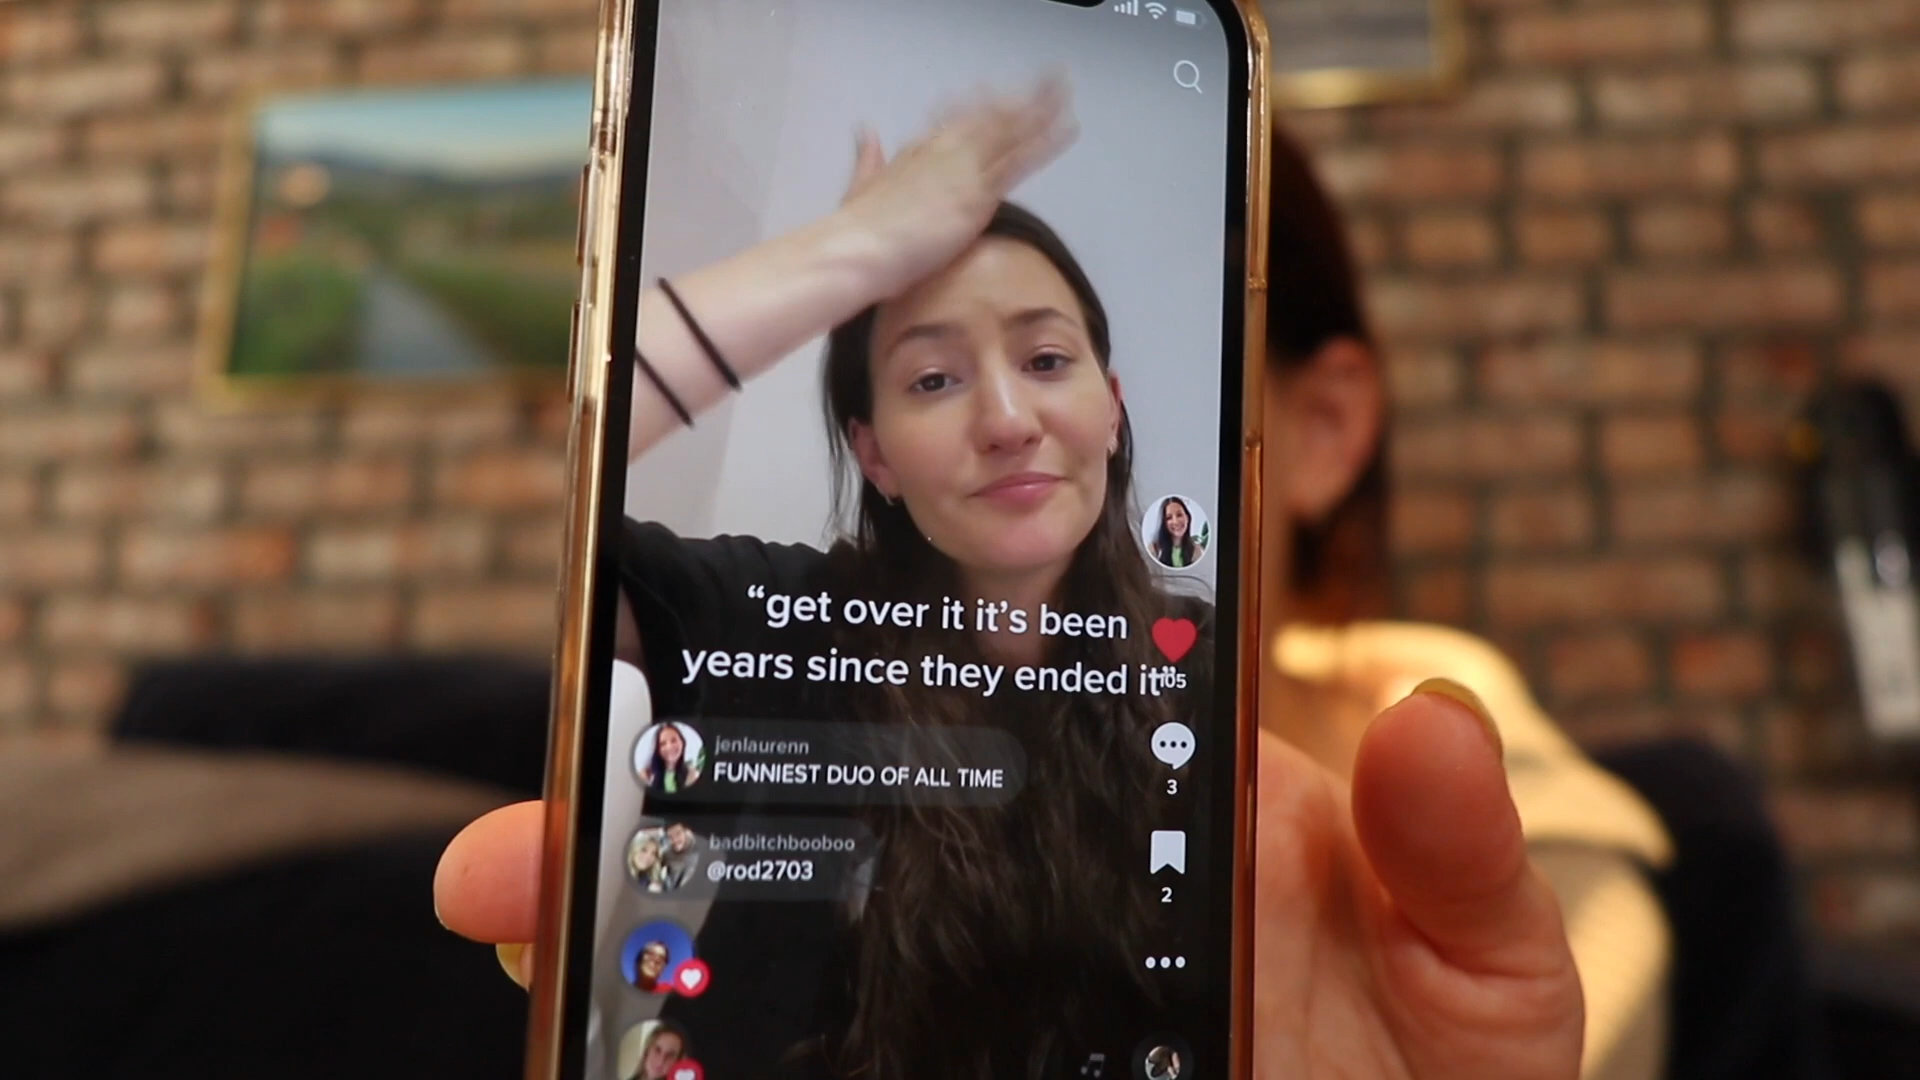 “get over it it’s been
years since they ended it”
105
jenlaurenn
FUNNIEST DUO OF ALL TIME
3
badbitchbooboo
@rod2703
2